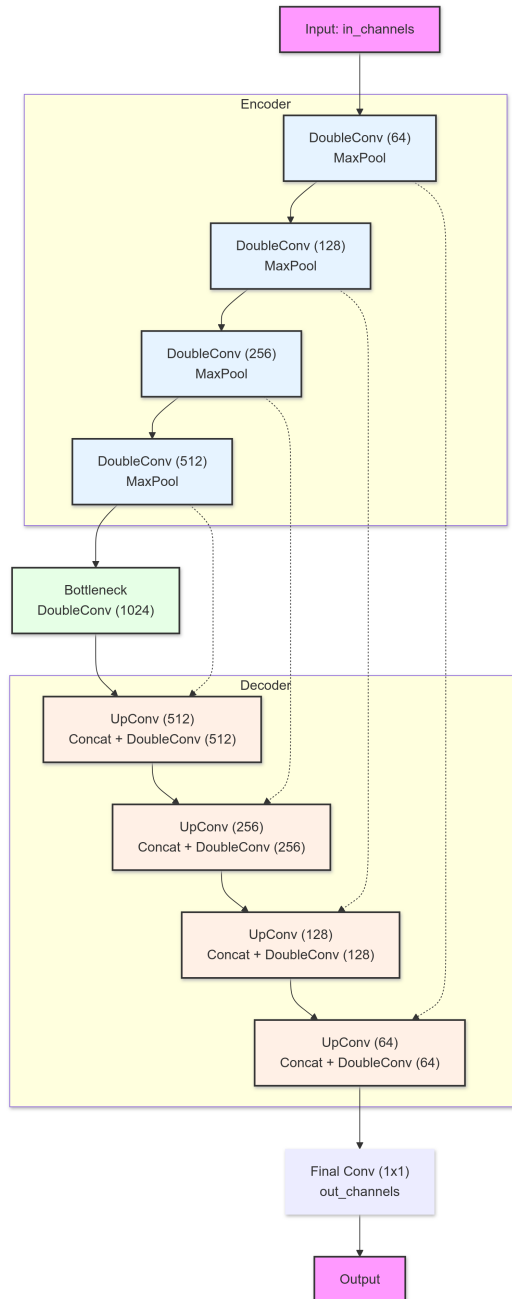 Input: in_channels
Encoder
DoubleConv (64)
MaxPool
DoubleConv (128)
MaxPool
DoubleConv (256)
MaxPool
DoubleConv (512)
MaxPool
Bottleneck
DoubleConv (1024)
Decoder
UpConv (512)
Concat + DoubleConv (512)
UpConv (256)
Concat + DoubleConv (256)
UpConv (128)
Concat + DoubleConv (128)
UpConv (64)
Concat + DoubleConv (64)
Final Conv (1x1)
out_channels
Output